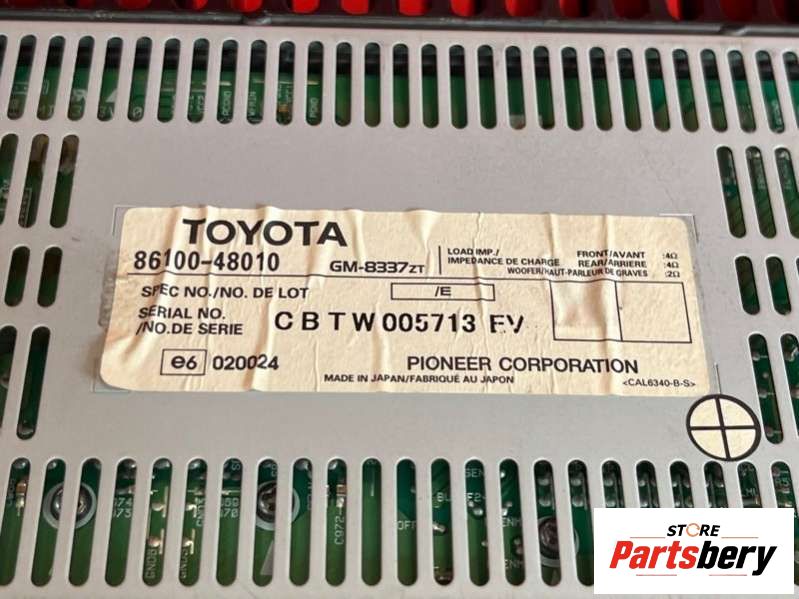 TOYOTA
86100-48010
GM-8337ZT
SPEC NO./NO. DE LOT
/E
SERIAL NO.
/NO.DE SERIE
CBTW005713 EV
e6 020024
PIONEER CORPORATION
MADE IN JAPAN/FABRIQUÉ AU JAPON
LOAD IMP./
IMPEDANCE DE CHARGE
FRONT/AVANT :4Ω
REAR/ARRIERE :4Ω
WOOFER/HAUT-PARLEUR DE GRAVES :2Ω
<CAL6340-B-S>
C972
STORE
Partsbery